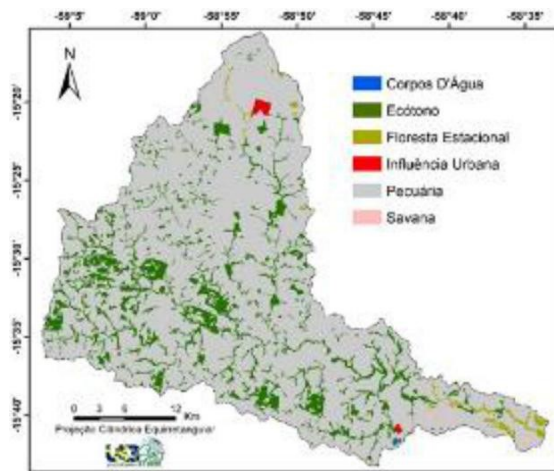 -59°5' -59°0' -58°55' -58°50' -58°45' -58°40' -58°35'
N
Corpos D'Água
Ecótono
Floresta Estacional
Influência Urbana
Pecuária
Savana
-15°20'
-15°25'
-15°30'
-15°35'
-15°40'
0 3 6 12
Km
Projeção Cilíndrica Equiretangular